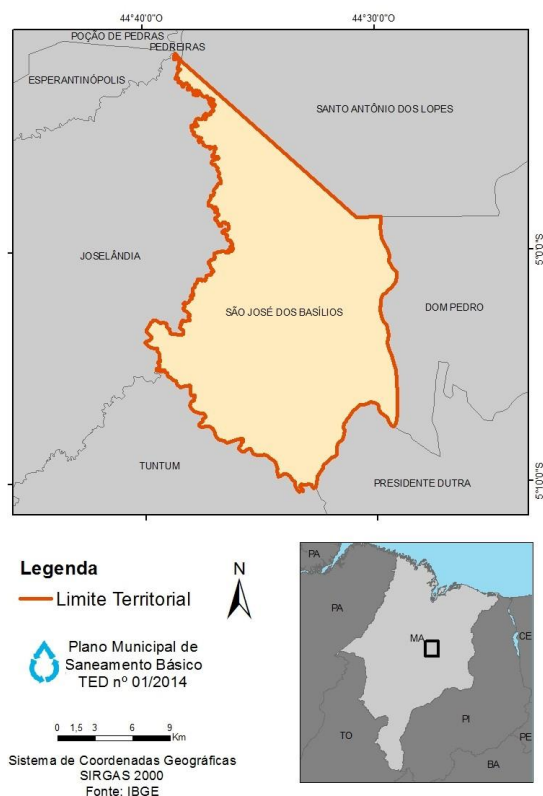 44°40'0"O
44°30'0"O
POÇÃO DE PEDRAS
PEDREIRAS
ESPERANTINÓPOLIS
SANTO ANTÔNIO DOS LOPES
JOSELÂNDIA
5°0'0"S
SÃO JOSÉ DOS BASÍLIOS
DOM PEDRO
TUNTUM
PRESIDENTE DUTRA
5°10'0"S
Legenda
N
Limite Territorial
Plano Municipal de
Saneamento Básico
TED nº 01/2014
0 1,5 3 6 9
Km
Sistema de Coordenadas Geográficas
SIRGAS 2000
Fonte: IBGE
PA
PA
MA
CE
TO
PI
PE
BA